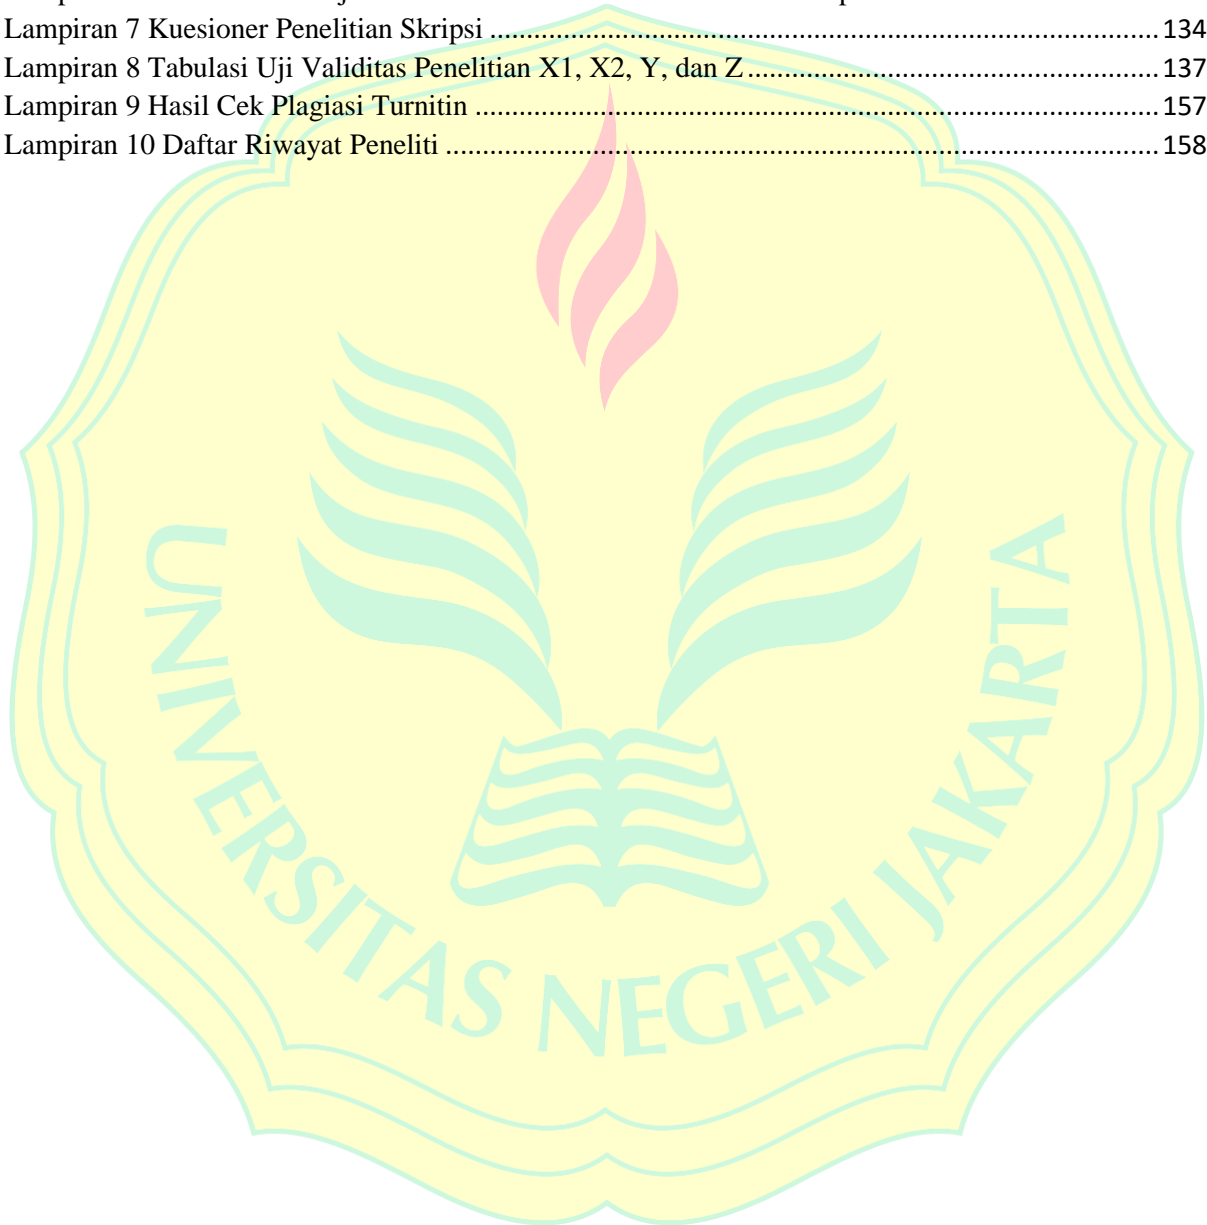 Lampiran 7 Kuesioner Penelitian Skripsi ........................................................................................ 134
Lampiran 8 Tabulasi Uji Validitas Penelitian X1, X2, Y, dan Z ...................................................... 137
Lampiran 9 Hasil Cek Plagiasi Turnitin .......................................................................................... 157
Lampiran 10 Daftar Riwayat Peneliti .............................................................................................. 158
UNIVERSITAS NEGERI JAKARTA